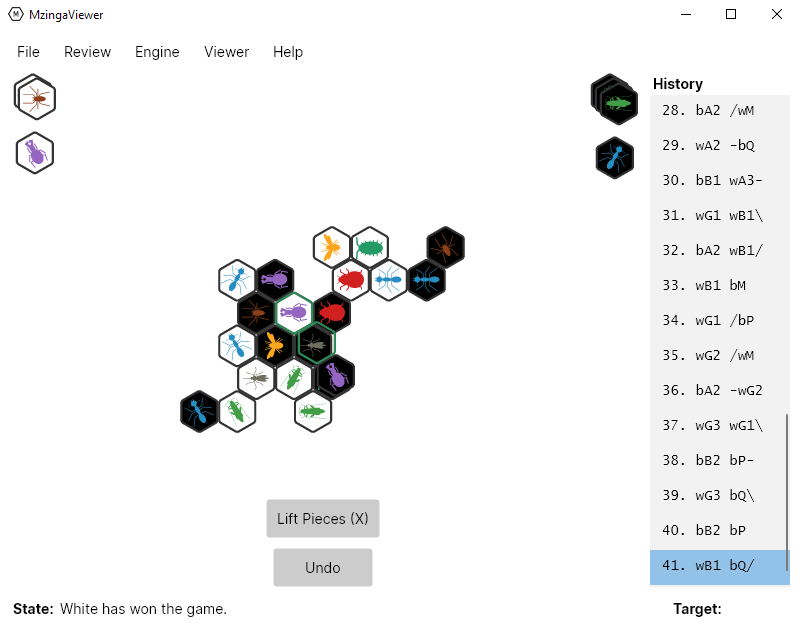 MzingaViewer
File Review Engine Viewer Help
History
28. bA2 /wM
29. wA2 -bQ
30. bB1 wA3-
31. wG1 wB1\
32. bA2 wB1/
33. wB1 bM
34. wG1 /bP
35. wG2 /wM
36. bA2 -wG2
37. wG3 wG1\
38. bB2 bP-
39. wG3 bQ\
40. bB2 bP
41. wB1 bQ/
Lift Pieces (X)
Undo
State: White has won the game.
Target: